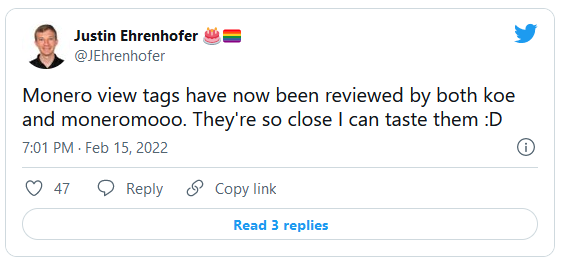 Justin Ehrenhofer 🎂🏳️‍🌈
@JEhrenhofer
Monero view tags have now been reviewed by both koe
and moneromooo. They're so close I can taste them :D
7:01 PM · Feb 15, 2022
47 Reply Copy link
Read 3 replies